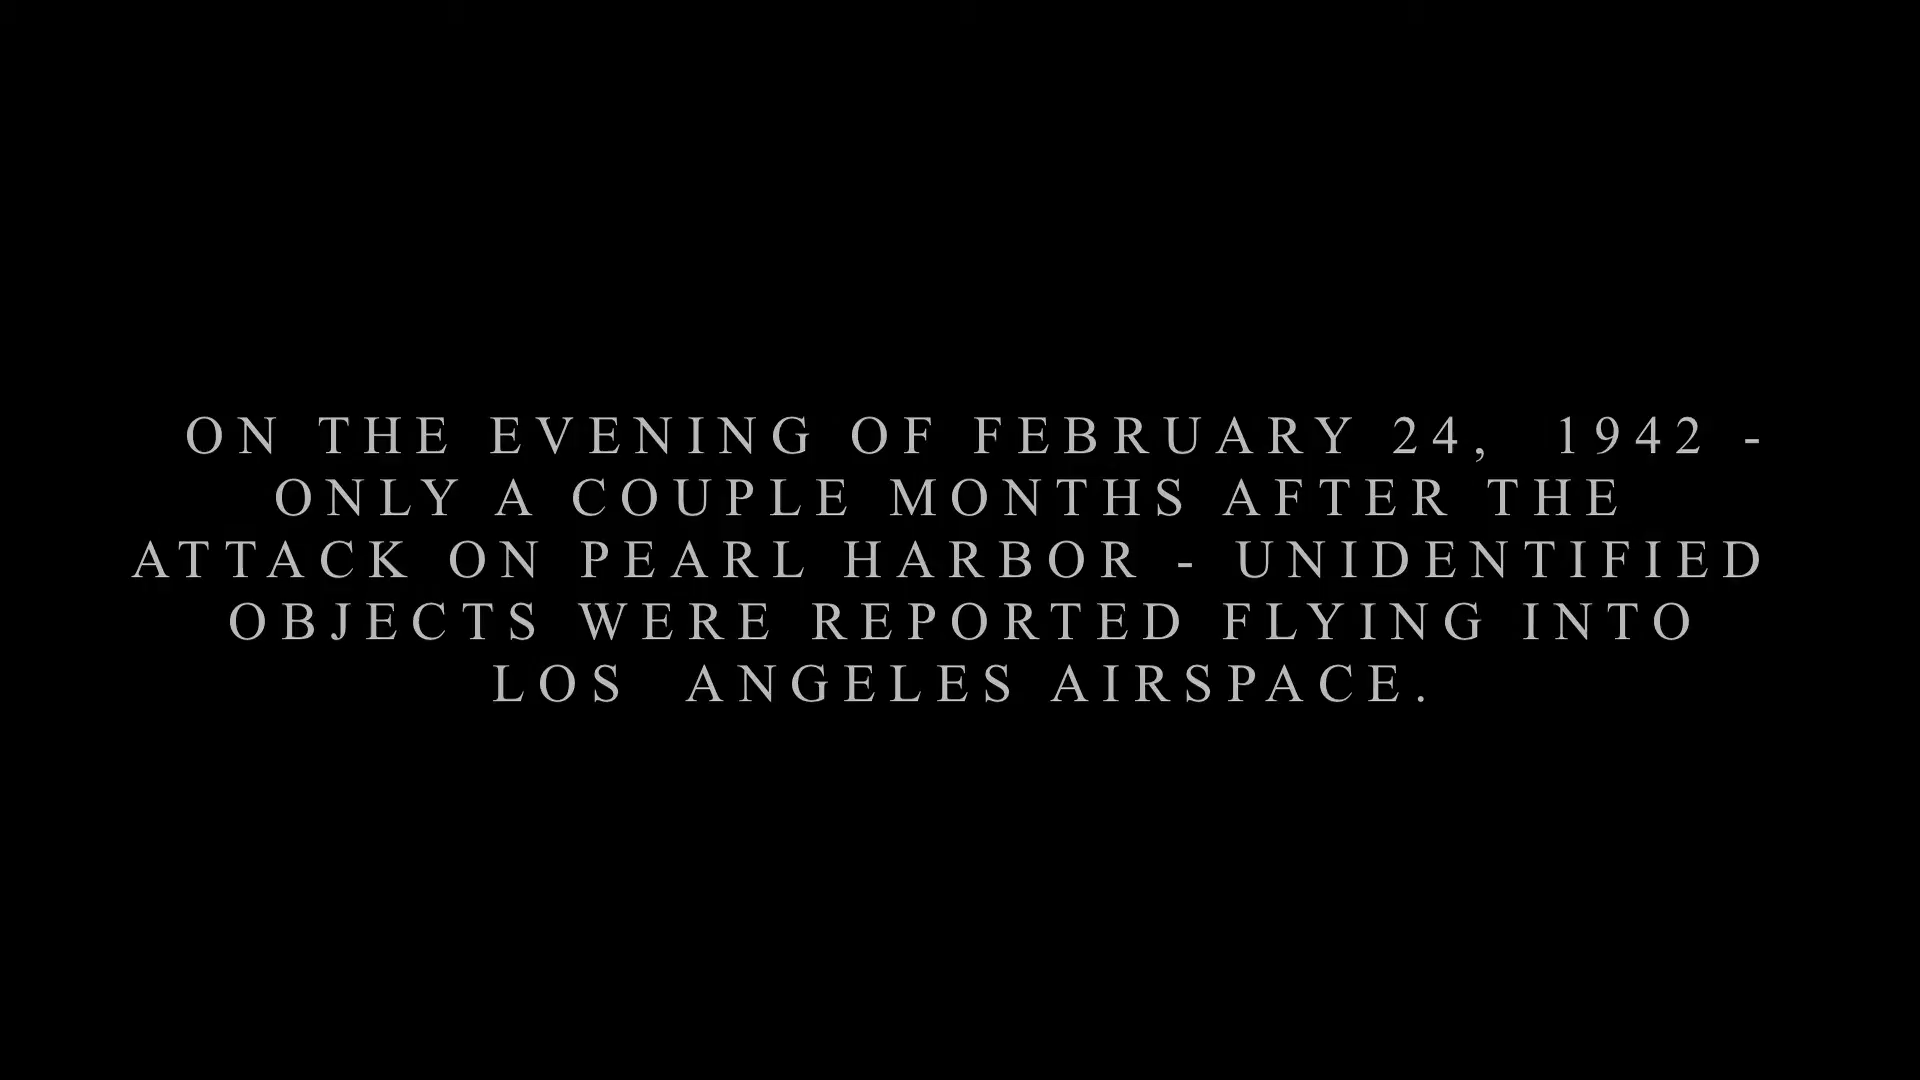 ON THE EVENING OF FEBRUARY 24, 1942 -
ONLY A COUPLE MONTHS AFTER THE
ATTACK ON PEARL HARBOR - UNIDENTIFIED
OBJECTS WERE REPORTED FLYING INTO
LOS ANGELES AIRSPACE.